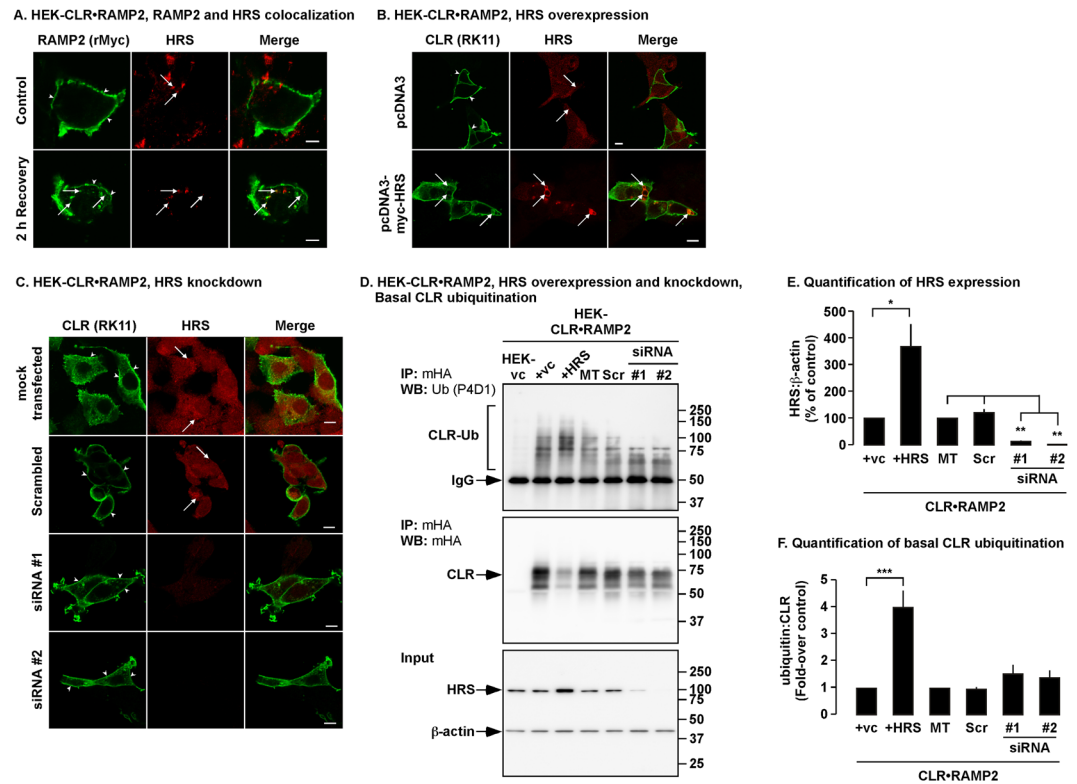 A. HEK-CLR•RAMP2, RAMP2 and HRS colocalization
RAMP2 (rMyc) HRS Merge
Control
2 h Recovery
B. HEK-CLR•RAMP2, HRS overexpression
CLR (RK11) HRS Merge
pcDNA3
pcDNA3-
myc-HRS
C. HEK-CLR•RAMP2, HRS knockdown
CLR (RK11) HRS Merge
mock
transfected
Scrambled
siRNA #1
siRNA #2
D. HEK-CLR•RAMP2, HRS overexpression and knockdown,
Basal CLR ubiquitination
HEK-
CLR•RAMP2
siRNA
HEK-
vc +vc +HRS MT Scr #1 #2
IP: mHA
WB: Ub (P4D1)
CLR-Ub
IgG
250
150
100
75
50
37
IP: mHA
WB: mHA
CLR
250
150
100
75
50
37
Input
HRS
β-actin
250
150
100
75
50
37
25
E. Quantification of HRS expression
HRS:β-actin
(% of control)
500
400
300
200
100
0
*
** **
+vc +HRS MT Scr #1 #2
siRNA
CLR•RAMP2
F. Quantification of basal CLR ubiquitination
ubiquitin:CLR
(Fold-over control)
5
4
3
2
1
0
***
+vc +HRS MT Scr #1 #2
siRNA
CLR•RAMP2